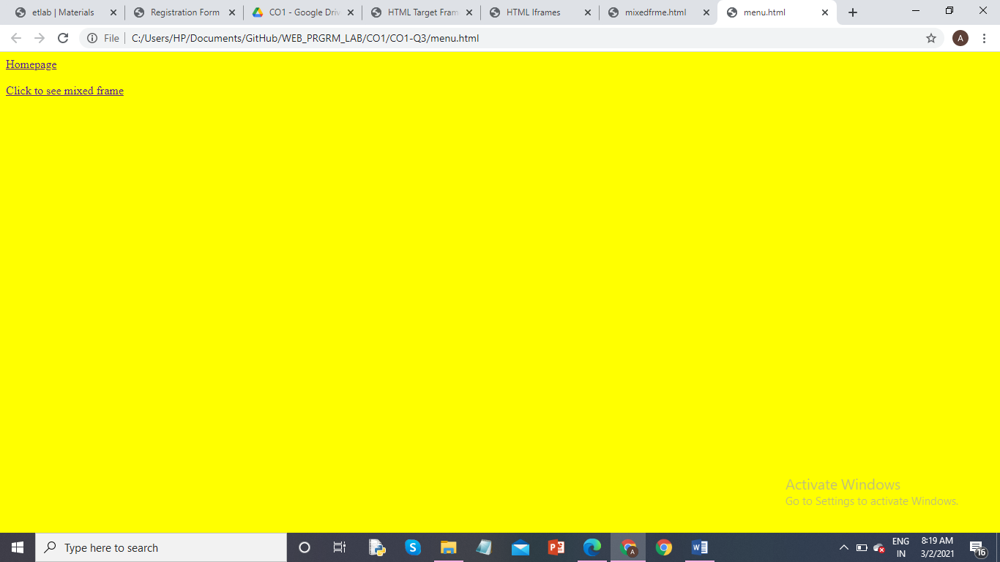 etlab | Materials
Registration Form
CO1 - Google Driv
HTML Target Fram
HTML Iframes
mixedfrme.html
menu.html
File
C:/Users/HP/Documents/GitHub/WEB_PRGRM_LAB/CO1/CO1-Q3/menu.html
A
Homepage
Click to see mixed frame
Activate Windows
Go to Settings to activate Windows.
Type here to search
S
P
A
W
ENG
IN
8:19 AM
3/2/2021
16